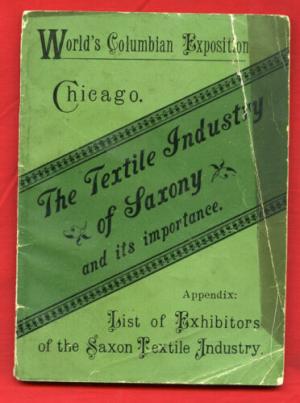 World's Columbian Exposition
Chicago.
The Textile Industry
of Saxony
and its importance.
Appendix:
List of Exhibitors
of the Saxon Textile Industry.